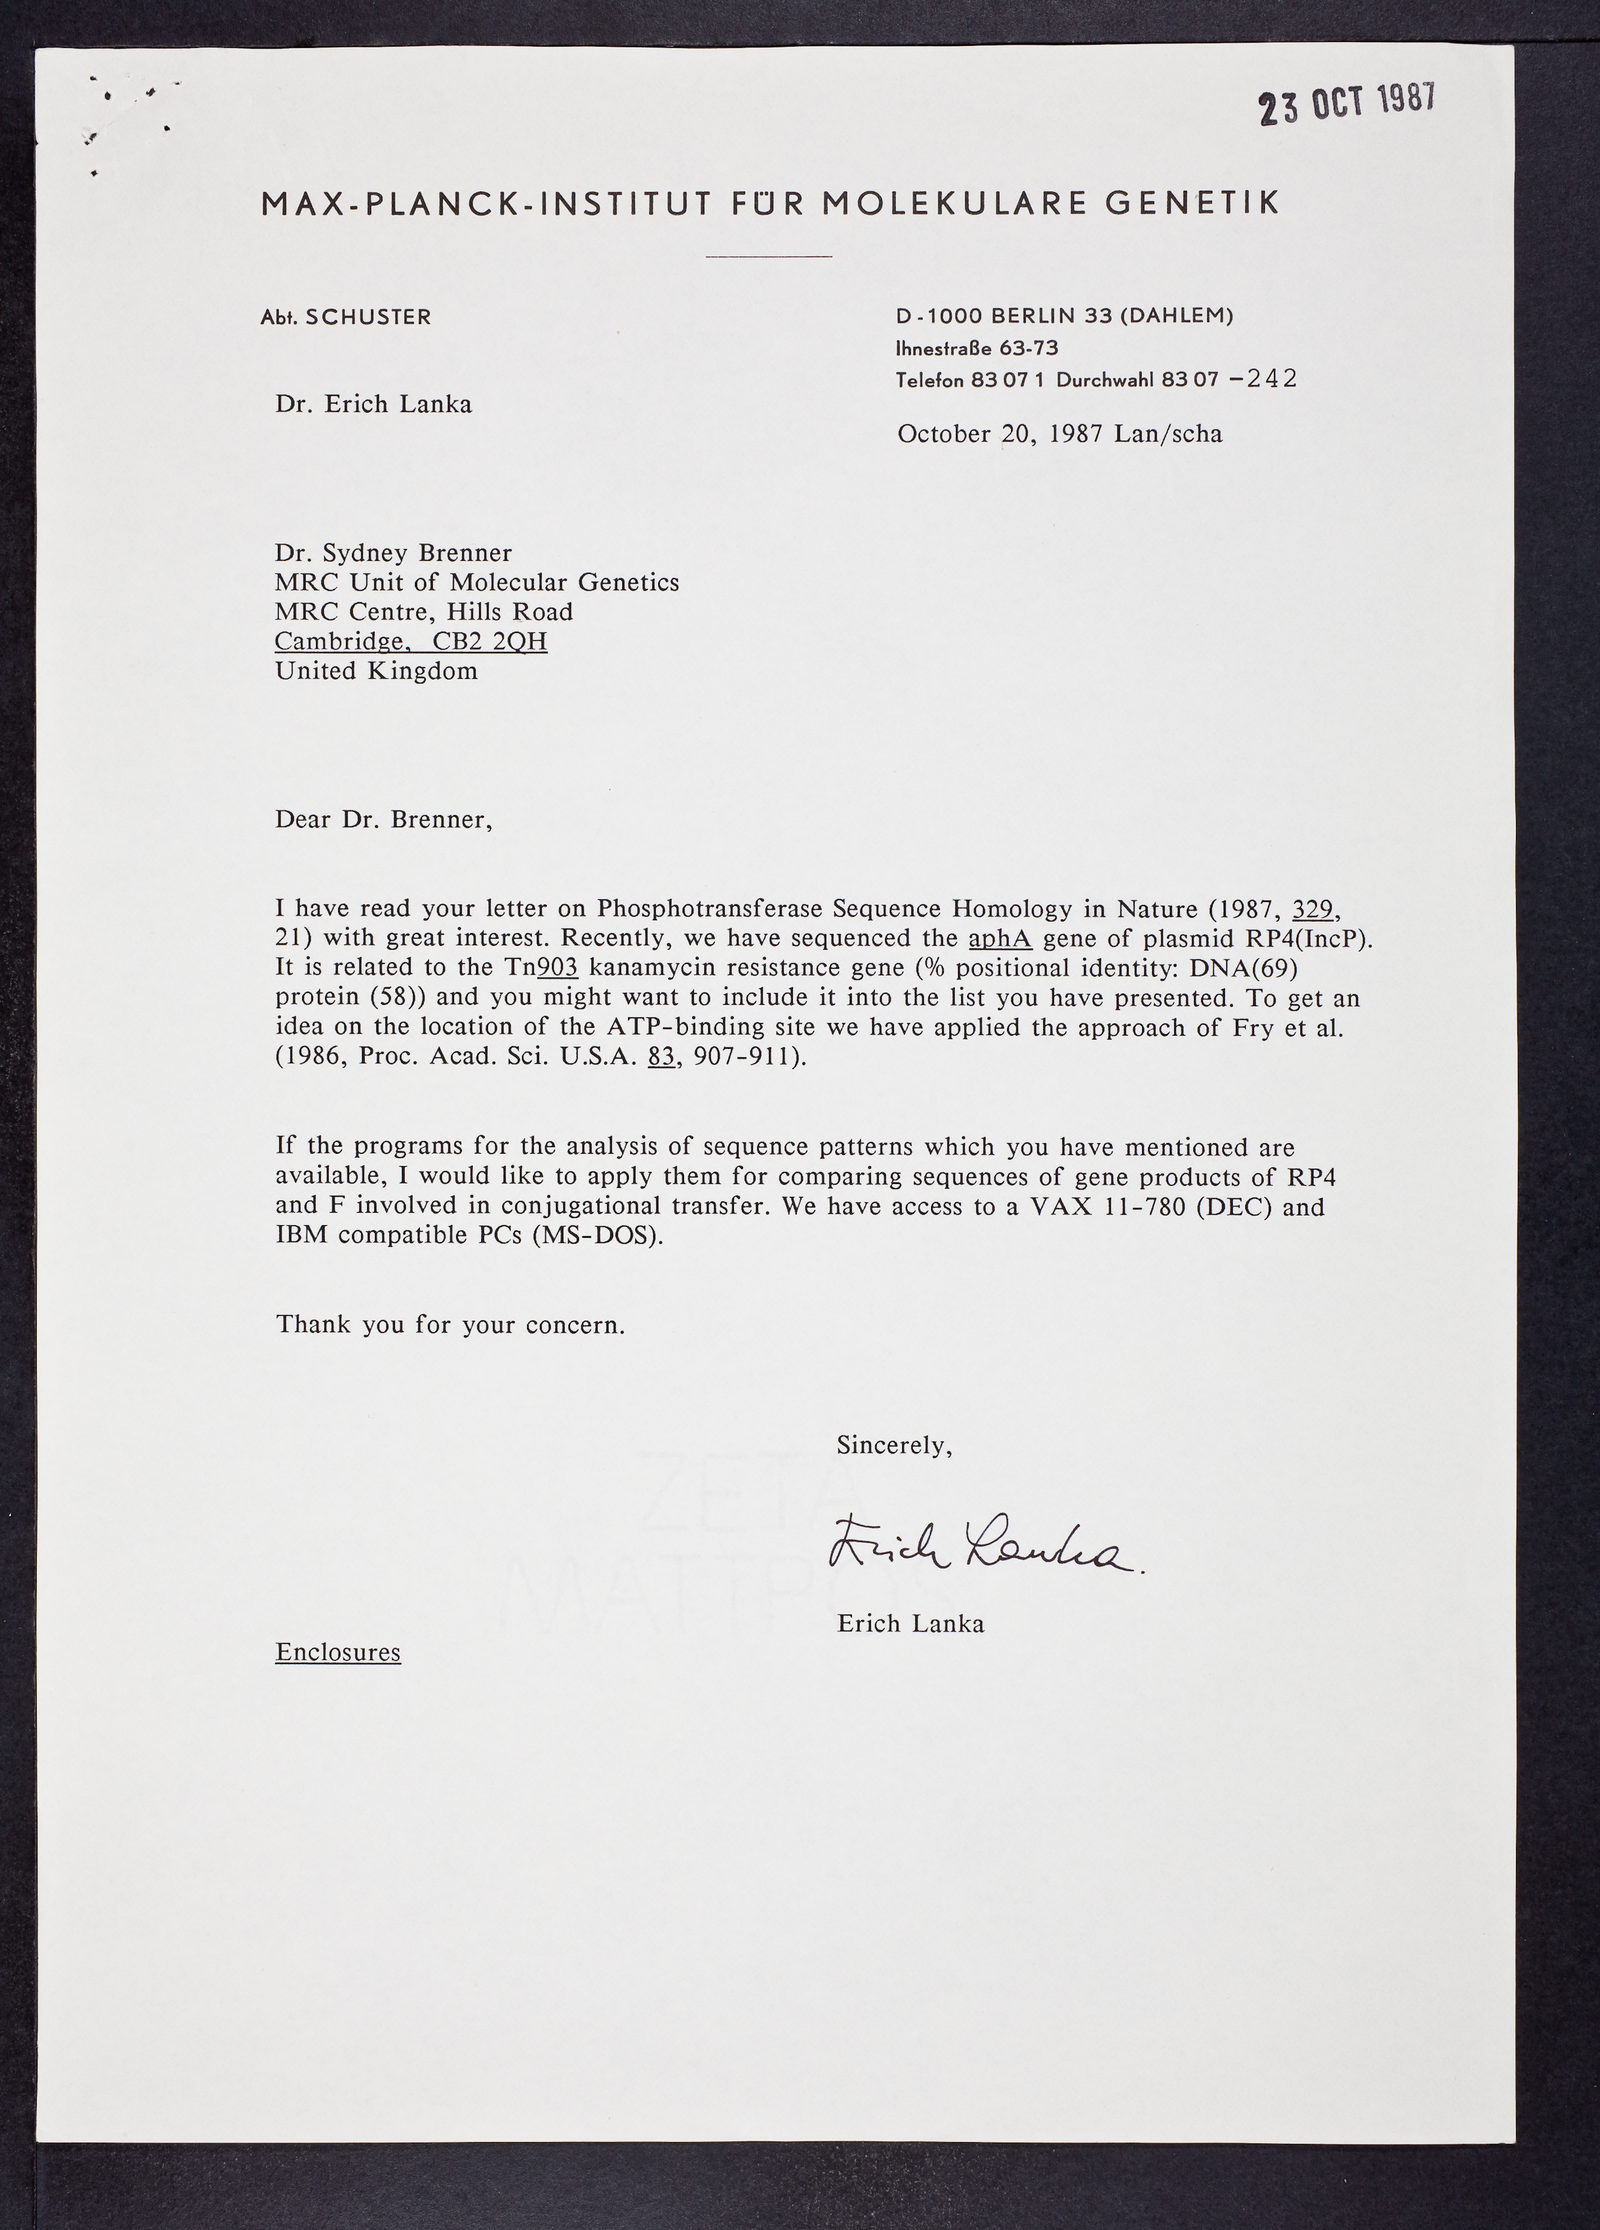 23 OCT 1987
MAX-PLANCK-INSTITUT FÜR MOLEKULARE GENETIK
Abt. SCHUSTER
D-1000 BERLIN 33 (DAHLEM)
Ihnestraße 63-73
Telefon 83 07 1 Durchwahl 83 07 -242
Dr. Erich Lanka
October 20, 1987 Lan/scha
Dr. Sydney Brenner
MRC Unit of Molecular Genetics
MRC Centre, Hills Road
Cambridge, CB2 2QH
United Kingdom
Dear Dr. Brenner,
I have read your letter on Phosphotransferase Sequence Homology in Nature (1987, 329,
21) with great interest. Recently, we have sequenced the aphA gene of plasmid RP4(IncP).
It is related to the Tn903 kanamycin resistance gene (% positional identity: DNA(69)
protein (58)) and you might want to include it into the list you have presented. To get an
idea on the location of the ATP-binding site we have applied the approach of Fry et al.
(1986, Proc. Acad. Sci. U.S.A. 83, 907-911).
If the programs for the analysis of sequence patterns which you have mentioned are
available, I would like to apply them for comparing sequences of gene products of RP4
and F involved in conjugational transfer. We have access to a VAX 11-780 (DEC) and
IBM compatible PCs (MS-DOS).
Thank you for your concern.
Sincerely,
ZETA
Erich Lanka.
MATTPOST
Erich Lanka
Enclosures